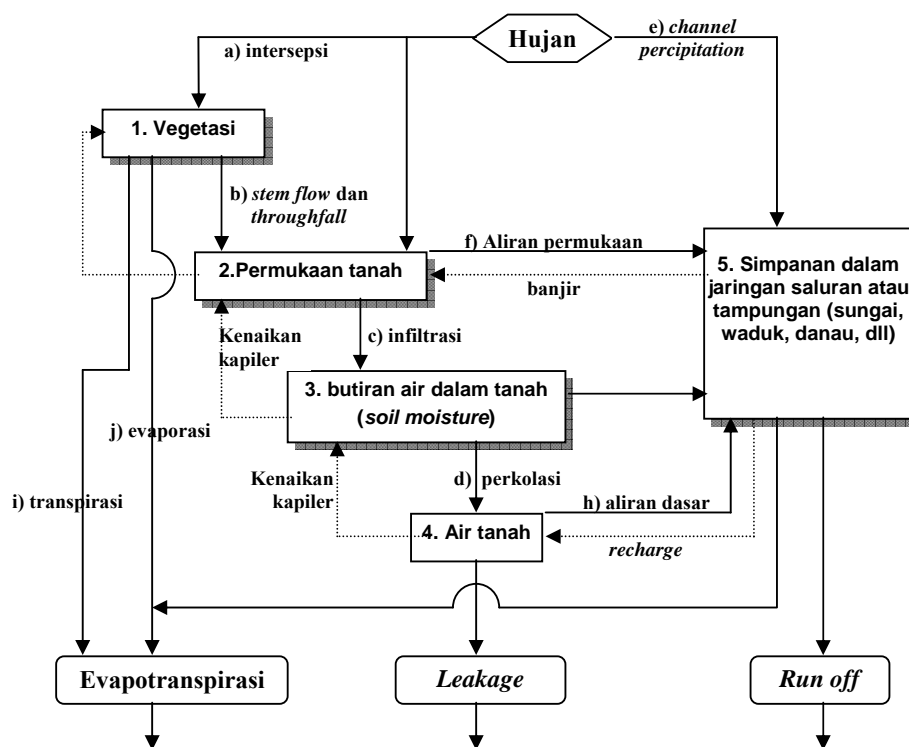 Hujan
e) channel
percipitation
a) intersepsi
1. Vegetasi
b) stem flow dan
throughfall
f) Aliran permukaan
2.Permukaan tanah
banjir
5. Simpanan dalam
jaringan saluran atau
tampungan (sungai,
waduk, danau, dll)
Kenaikan
kapiler
c) infiltrasi
3. butiran air dalam tanah
(soil moisture)
j) evaporasi
Kenaikan
kapiler
d) perkolasi
i) transpirasi
h) aliran dasar
4. Air tanah
recharge
Evapotranspirasi
Leakage
Run off